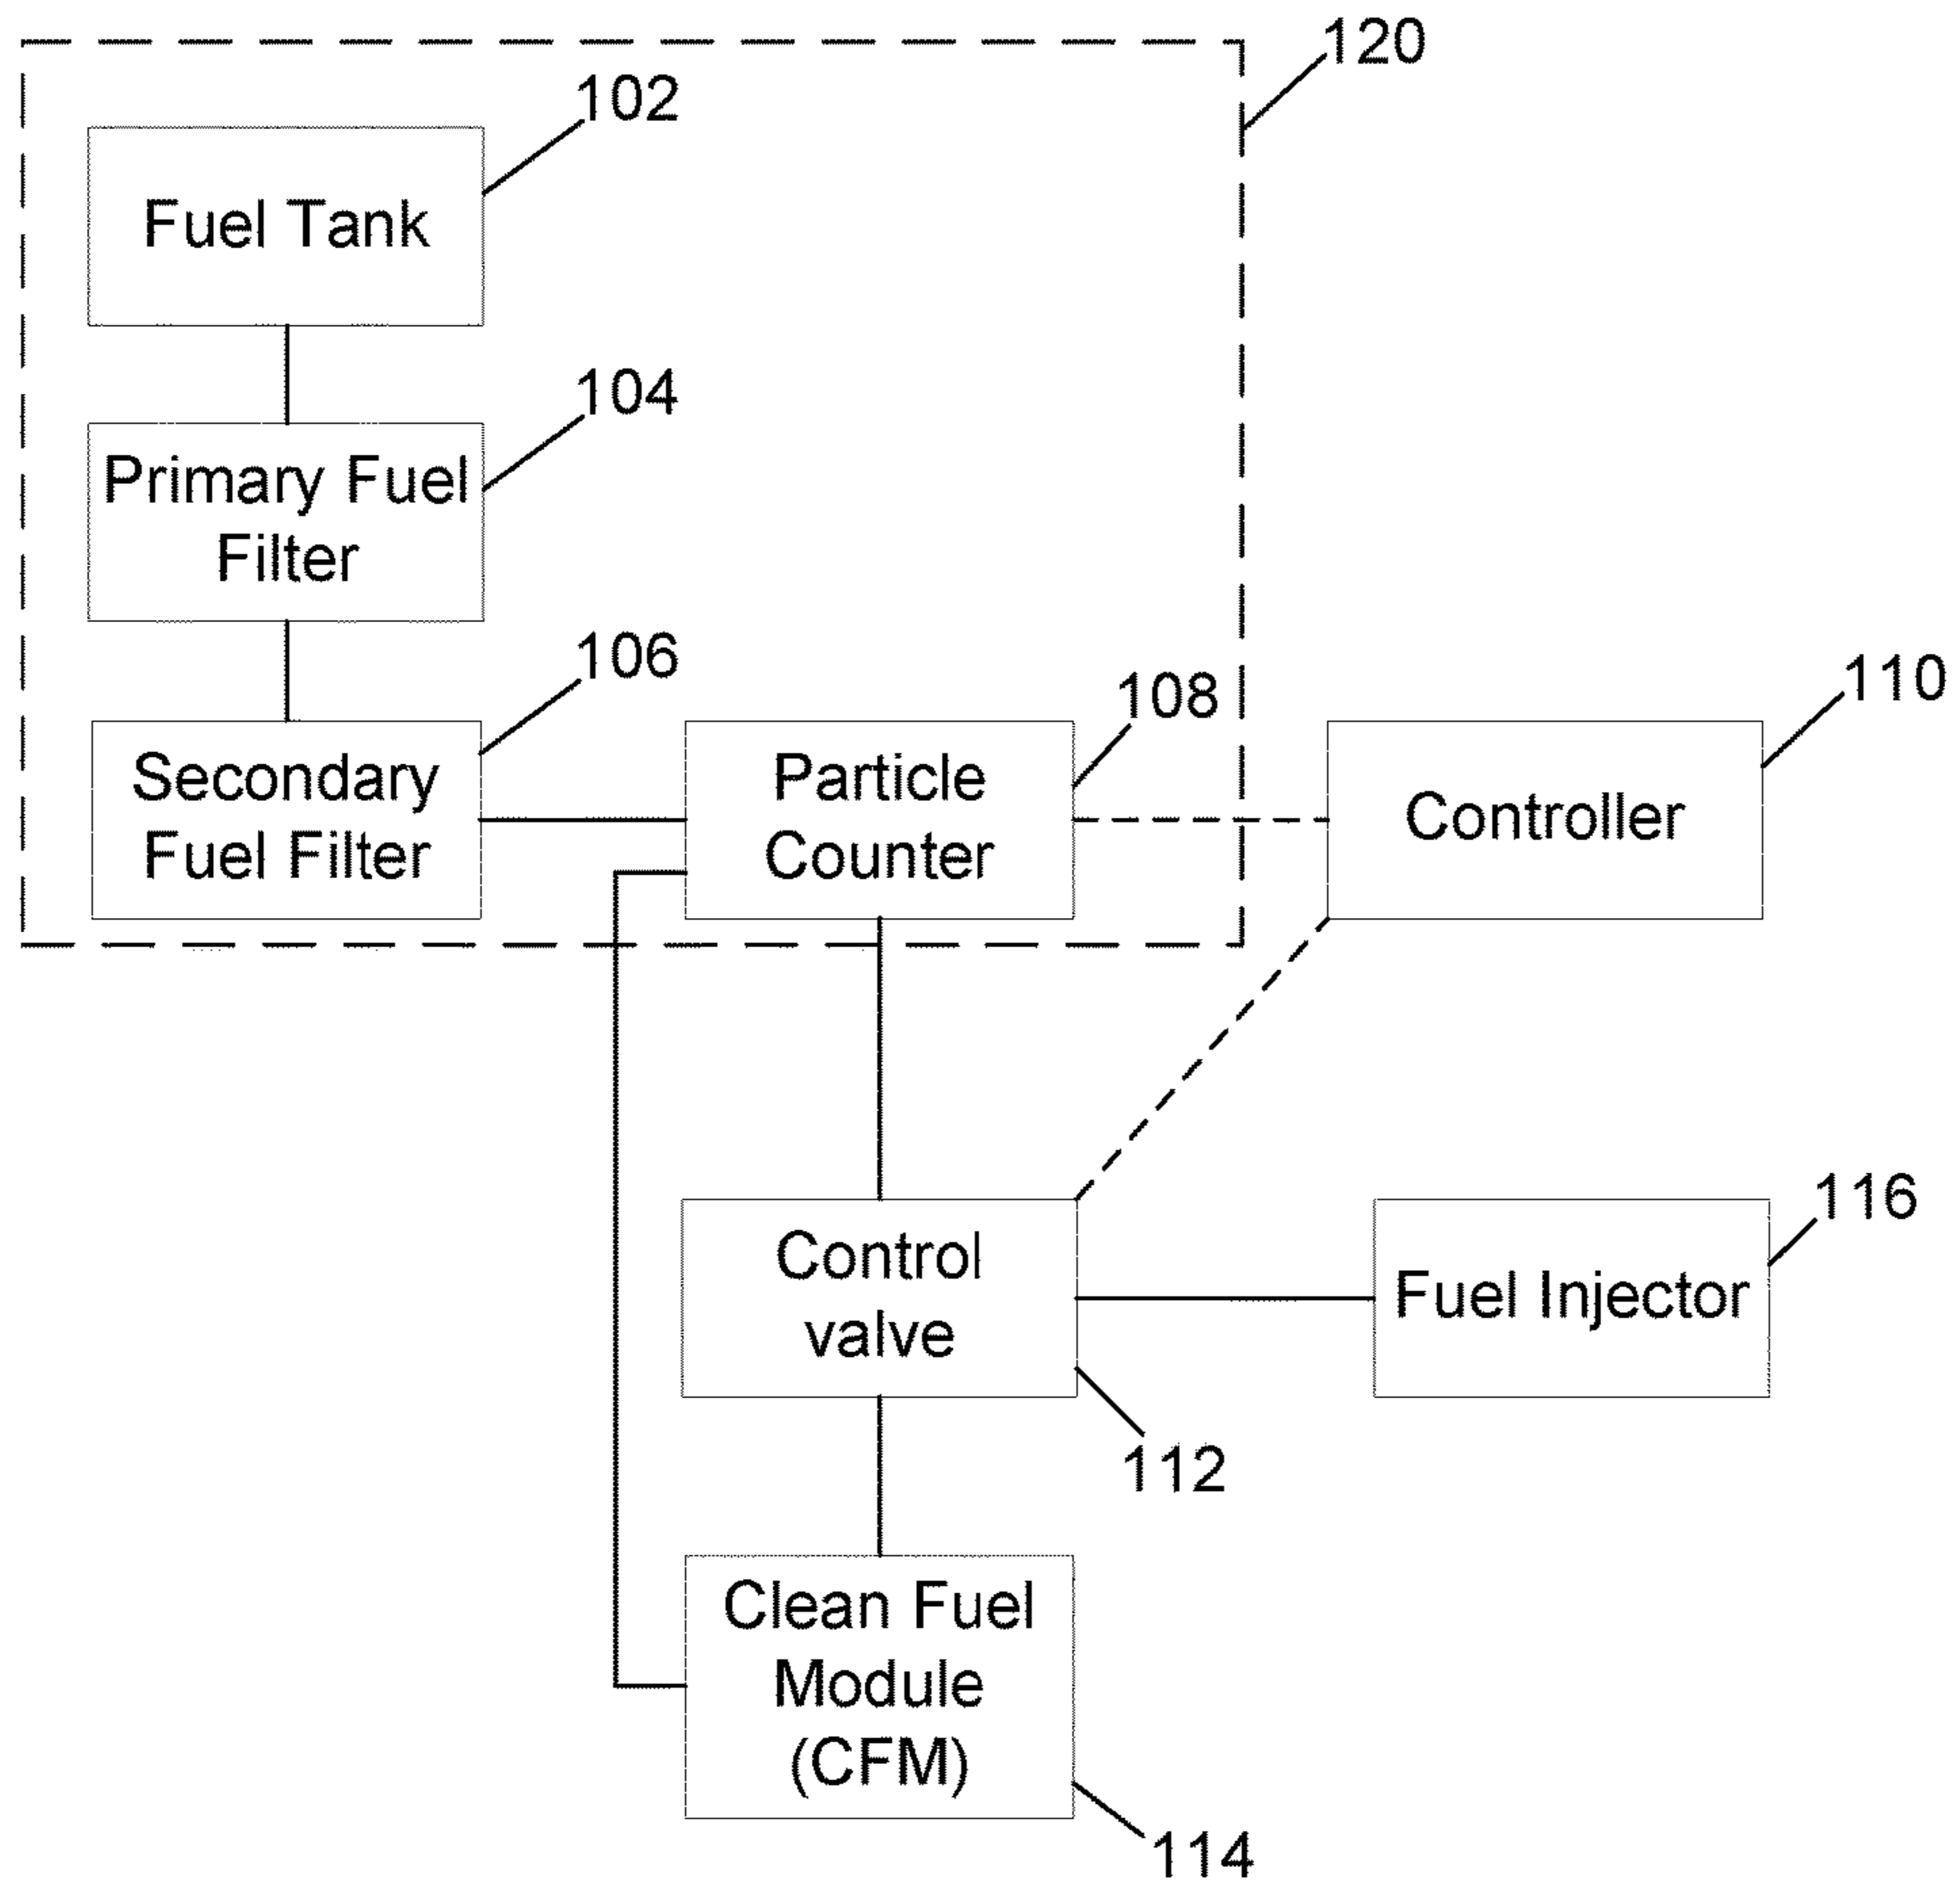 120
102
Fuel Tank
104
Primary Fuel
Filter
106
Secondary
Fuel Filter
108
Particle
Counter
110
Controller
Control
valve
112
116
Fuel Injector
Clean Fuel
Module
(CFM)
114